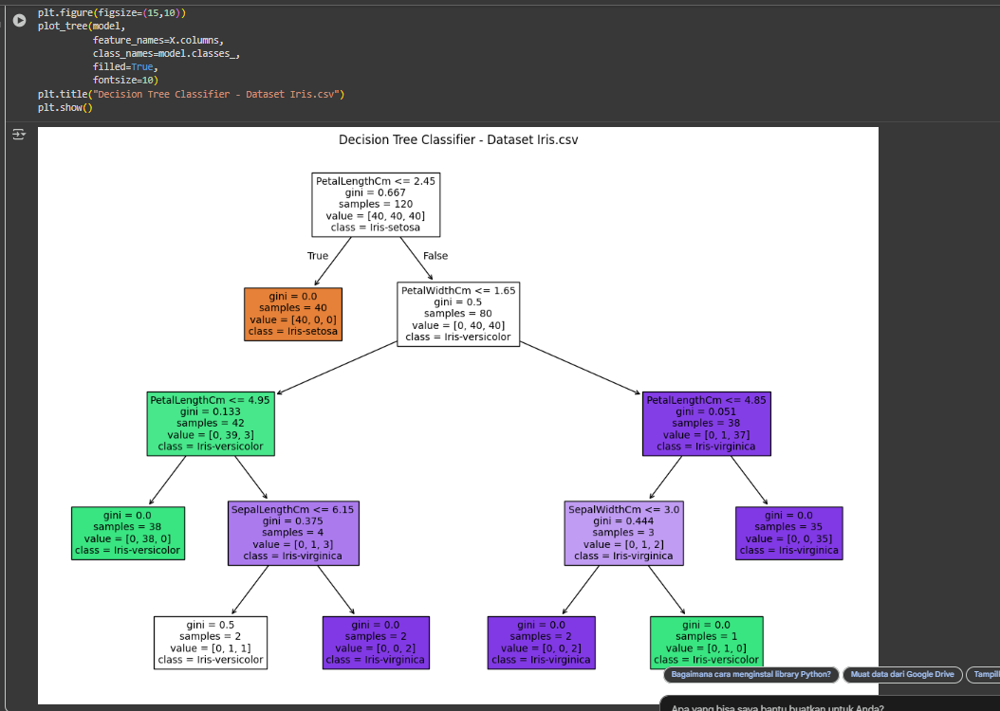 plt.figure(figsize=(15,10))
plot_tree(model,
feature_names=X.columns,
class_names=model.classes_,
filled=True,
fontsize=10)
plt.title("Decision Tree Classifier - Dataset Iris.csv")
plt.show()
Decision Tree Classifier - Dataset Iris.csv
PetalLengthCm <= 2.45
gini = 0.667
samples = 120
value = [40, 40, 40]
class = Iris-setosa
True
False
gini = 0.0
samples = 40
value = [40, 0, 0]
class = Iris-setosa
PetalWidthCm <= 1.65
gini = 0.5
samples = 80
value = [0, 40, 40]
class = Iris-versicolor
PetalLengthCm <= 4.95
gini = 0.133
samples = 42
value = [0, 39, 3]
class = Iris-versicolor
PetalLengthCm <= 4.85
gini = 0.051
samples = 38
value = [0, 1, 37]
class = Iris-virginica
gini = 0.0
samples = 38
value = [0, 38, 0]
class = Iris-versicolor
SepalLengthCm <= 6.15
gini = 0.375
samples = 4
value = [0, 1, 3]
class = Iris-virginica
SepalWidthCm <= 3.0
gini = 0.444
samples = 3
value = [0, 1, 2]
class = Iris-virginica
gini = 0.0
samples = 35
value = [0, 0, 35]
class = Iris-virginica
gini = 0.5
samples = 2
value = [0, 1, 1]
class = Iris-versicolor
gini = 0.0
samples = 2
value = [0, 0, 2]
class = Iris-virginica
gini = 0.0
samples = 2
value = [0, 0, 2]
class = Iris-virginica
gini = 0.0
samples = 1
value = [0, 1, 0]
class = Iris-versicolor
Bagaimana cara menginstal library Python?
Muat data dari Google Drive
Apa yang bisa saya bantu buatkan untuk Anda?